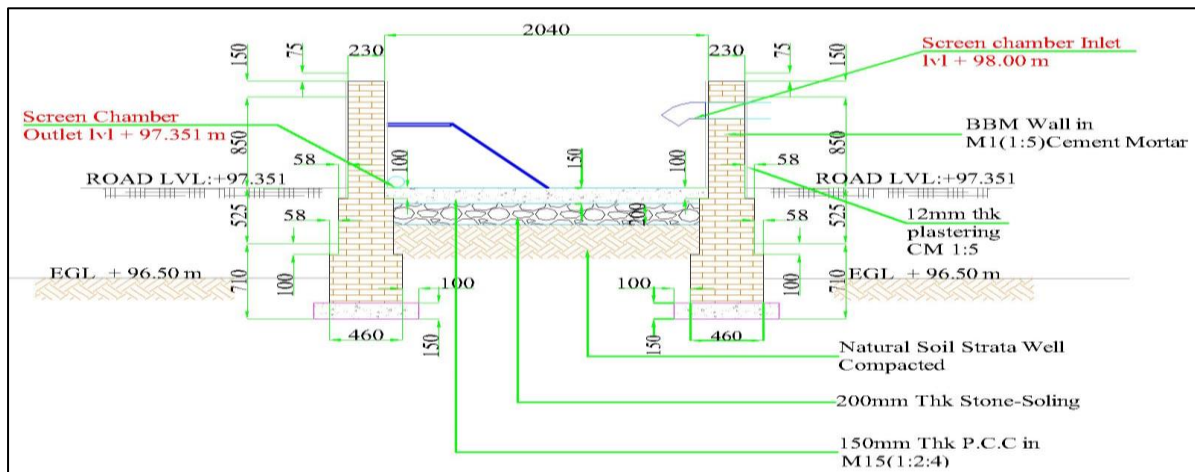 2040
150
75
230
230
75
150
Screen chamber Inlet
lvl + 98.00 m
Screen Chamber
Outlet lvl + 97.351 m
BBM Wall in
M1(1:5)Cement Mortar
850
58
100
150
100
58
850
ROAD LVL:+97.351
ROAD LVL:+97.351
525
58
200
58
525
12mm thk
plastering
CM 1:5
EGL + 96.50 m
EGL + 96.50 m
710
100
100
100
100
710
460
150
150
460
Natural Soil Strata Well
Compacted
200mm Thk Stone-Soling
150mm Thk P.C.C in
M15(1:2:4)